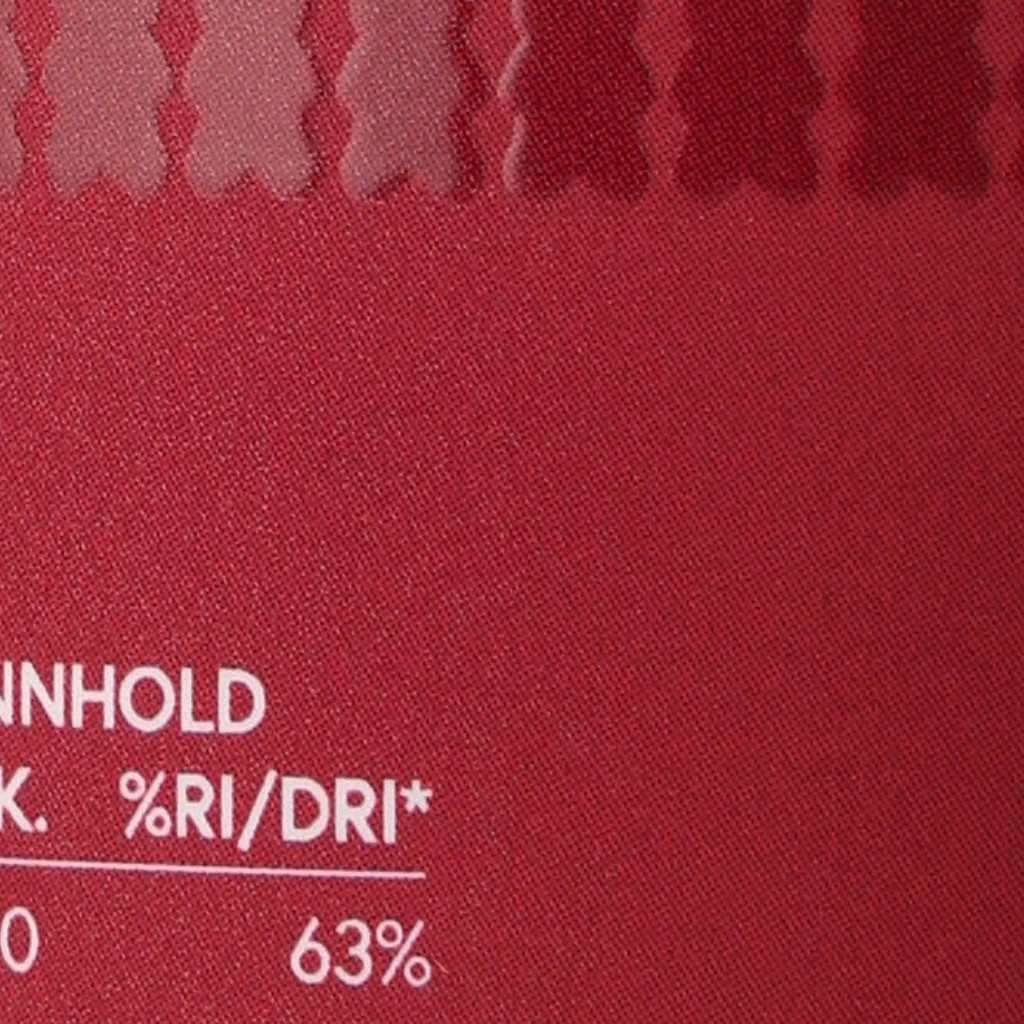 NNHOLD
K. %RI/DRI*
0 63%